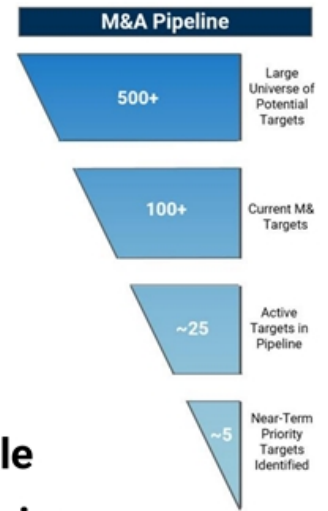 M&A Pipeline
500+
Large
Universe of
Potential
Targets
100+
Current M&
Targets
~25
Active
Targets in
Pipeline
~5
Near-Term
Priority
Targets
Identified
le